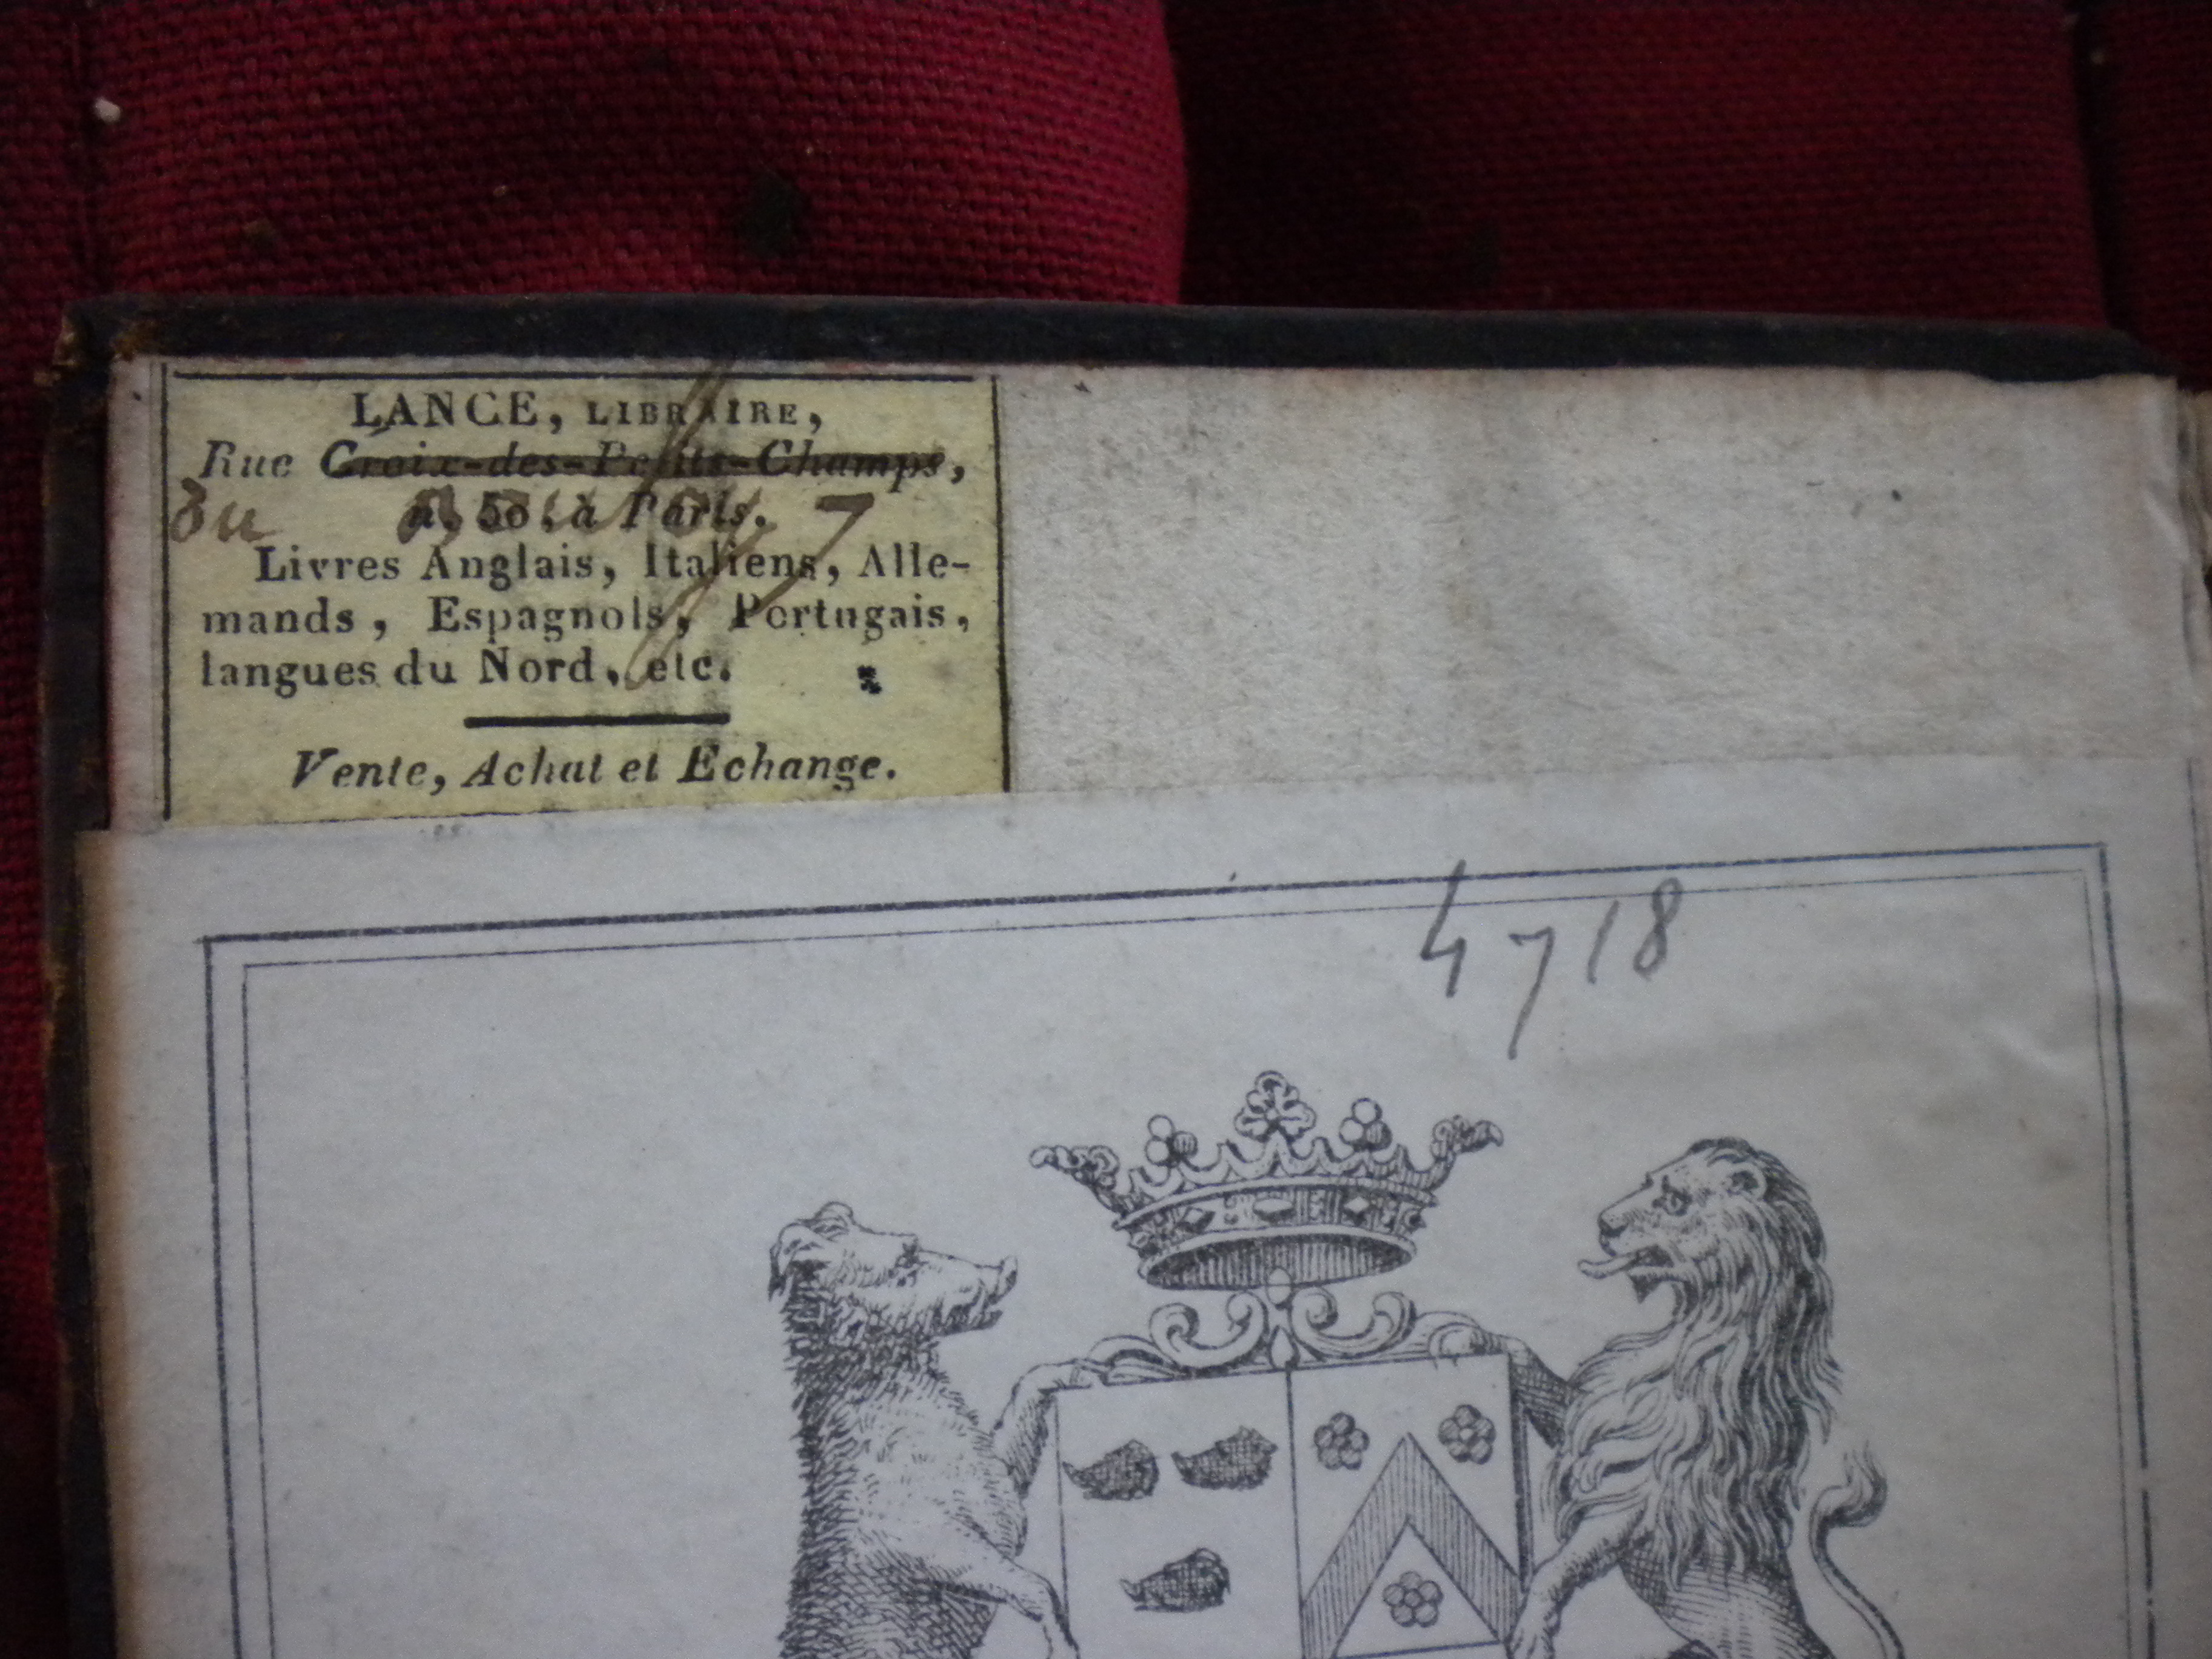 LANCE, LIBRAIRE,
Rue Croix-des-Petits-Champs,
du 7
n. 50, à Paris.
Livres Anglais, Italiens, Alle-
mands, Espagnols, Portugais,
langues du Nord, etc.
Vente, Achat et Echange.
4718